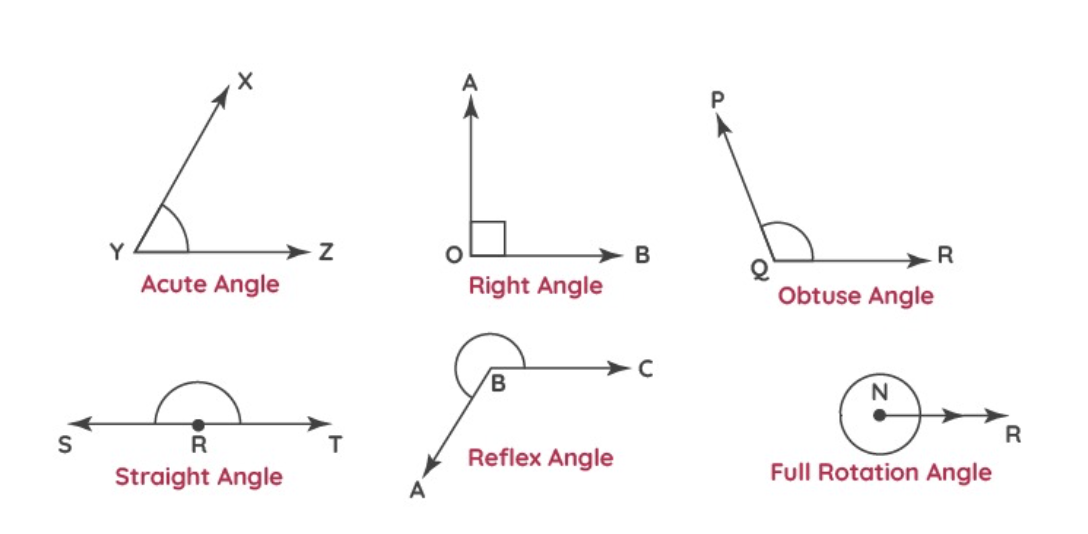 X
Y
Z
Acute Angle
A
O
B
Right Angle
P
Q
R
Obtuse Angle
S
R
T
Straight Angle
B
C
A
Reflex Angle
N
R
Full Rotation Angle